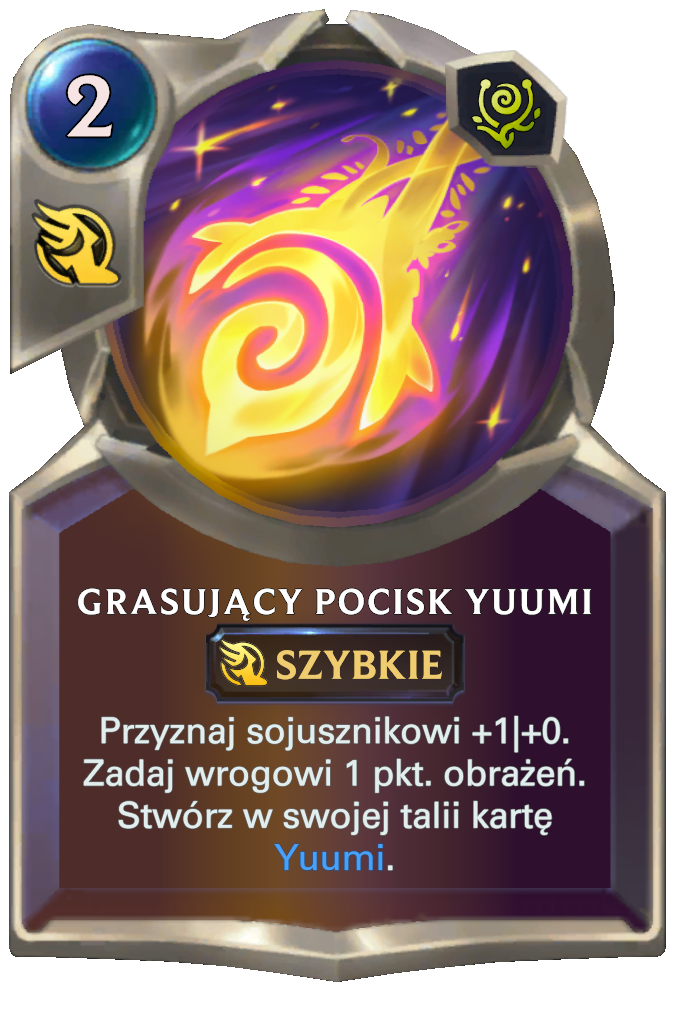 2
GRASUJĄCY POCISK YUUMI
SZYBKIE
Przyznaj sojusznikowi +1|+0.
Zadaj wrogowi 1 pkt. obrażeń.
Stwórz w swojej talii kartę
Yuumi.